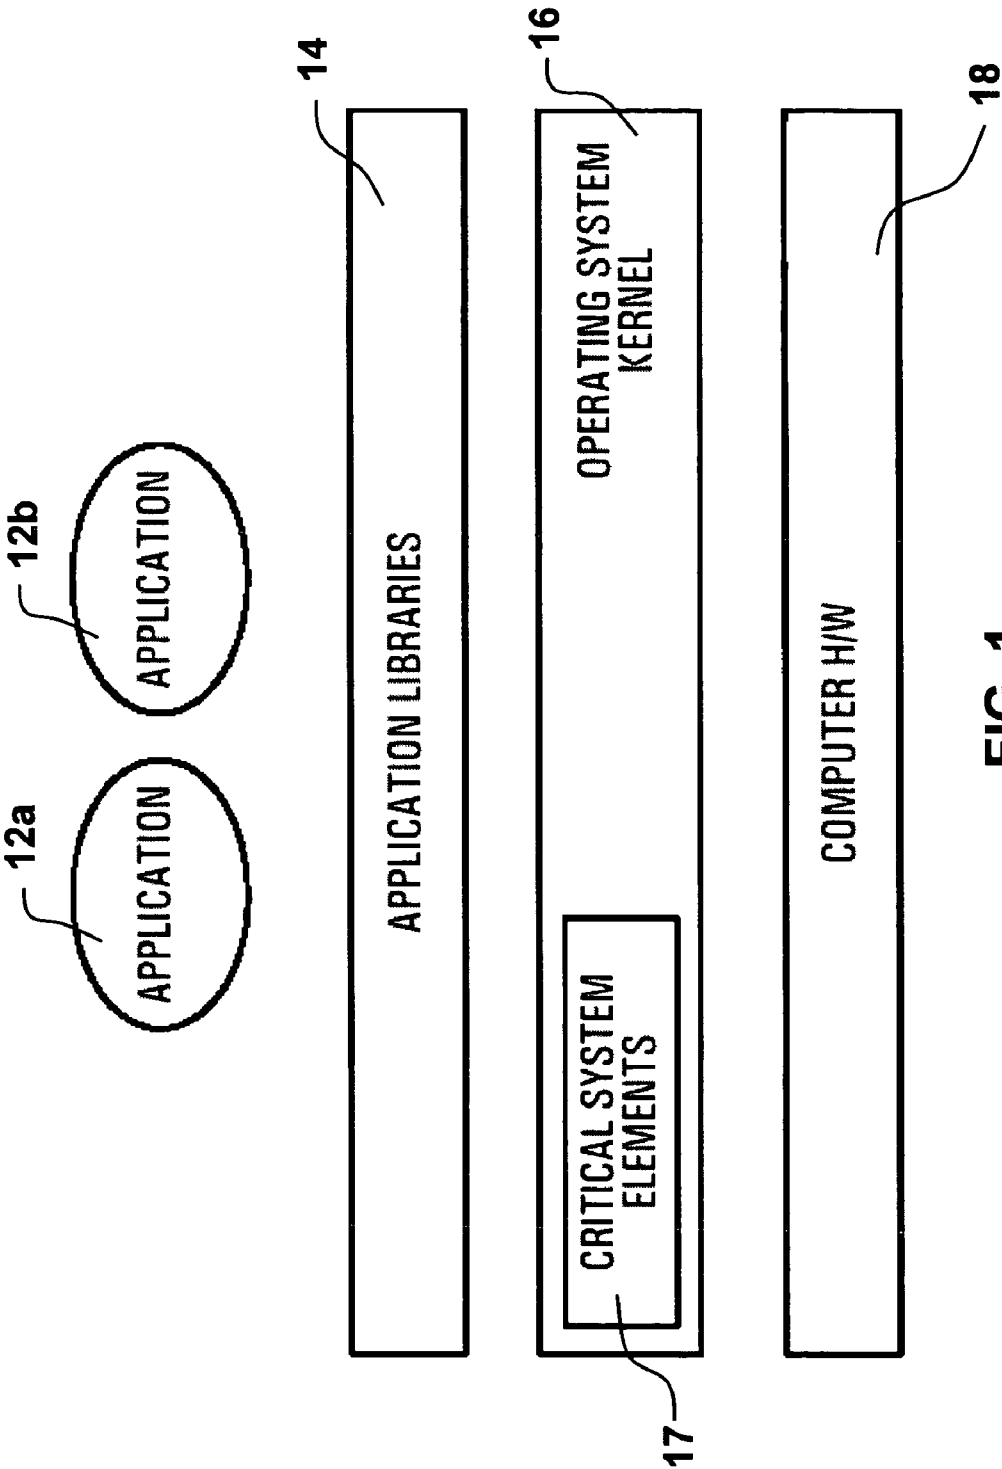 12a
12b
APPLICATION
APPLICATION
14
APPLICATION LIBRARIES
16
CRITICAL SYSTEM
ELEMENTS
OPERATING SYSTEM
KERNEL
17
COMPUTER H/W
18
FIG. 1